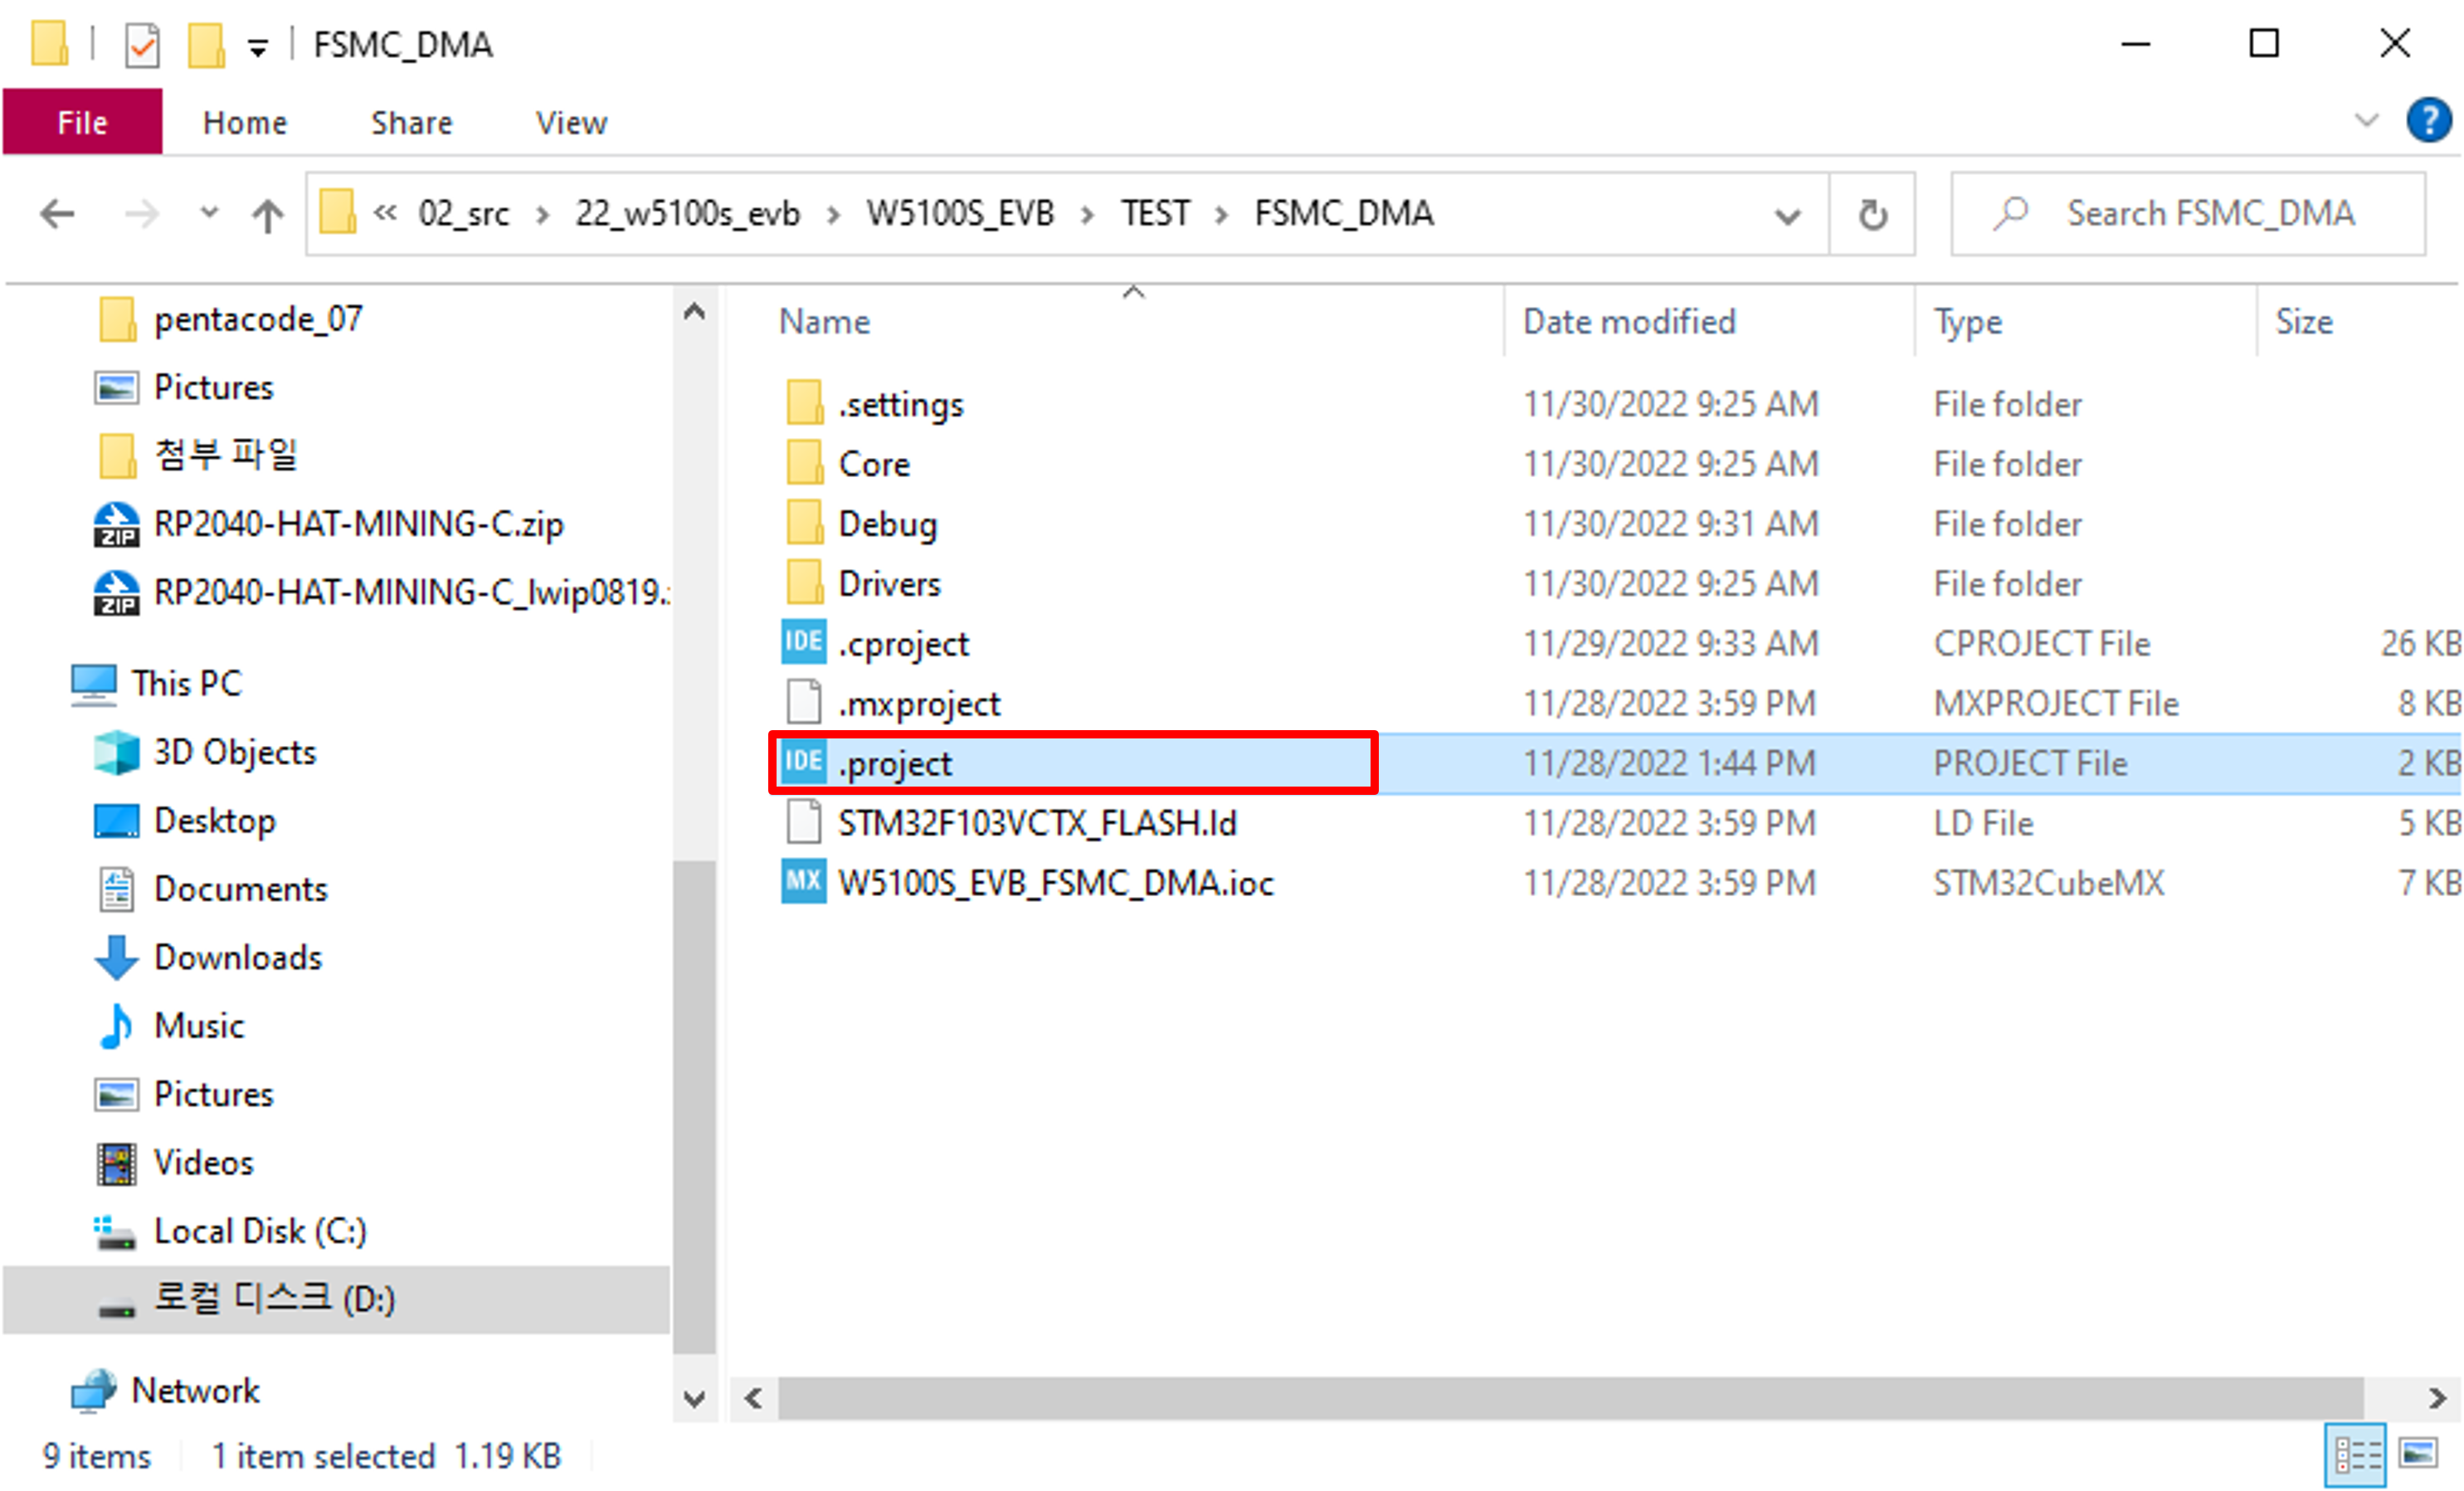 FSMC_DMA
File Home Share View ?
« 02_src > 22_w5100s_evb > W5100S_EVB > TEST > FSMC_DMA Search FSMC_DMA
pentacode_07
Pictures
첨부 파일
ZIP RP2040-HAT-MINING-C.zip
ZIP RP2040-HAT-MINING-C_lwip0819.
This PC
3D Objects
Desktop
Documents
Downloads
Music
Pictures
Videos
Local Disk (C:)
로컬 디스크 (D:)
Network
Name Date modified Type Size
.settings 11/30/2022 9:25 AM File folder
Core 11/30/2022 9:25 AM File folder
Debug 11/30/2022 9:31 AM File folder
Drivers 11/30/2022 9:25 AM File folder
IDE .cproject 11/29/2022 9:33 AM CPROJECT File 26 KB
.mxproject 11/28/2022 3:59 PM MXPROJECT File 8 KB
IDE .project 11/28/2022 1:44 PM PROJECT File 2 KB
STM32F103VCTX_FLASH.ld 11/28/2022 3:59 PM LD File 5 KB
MX W5100S_EVB_FSMC_DMA.ioc 11/28/2022 3:59 PM STM32CubeMX 7 KB
9 items 1 item selected 1.19 KB